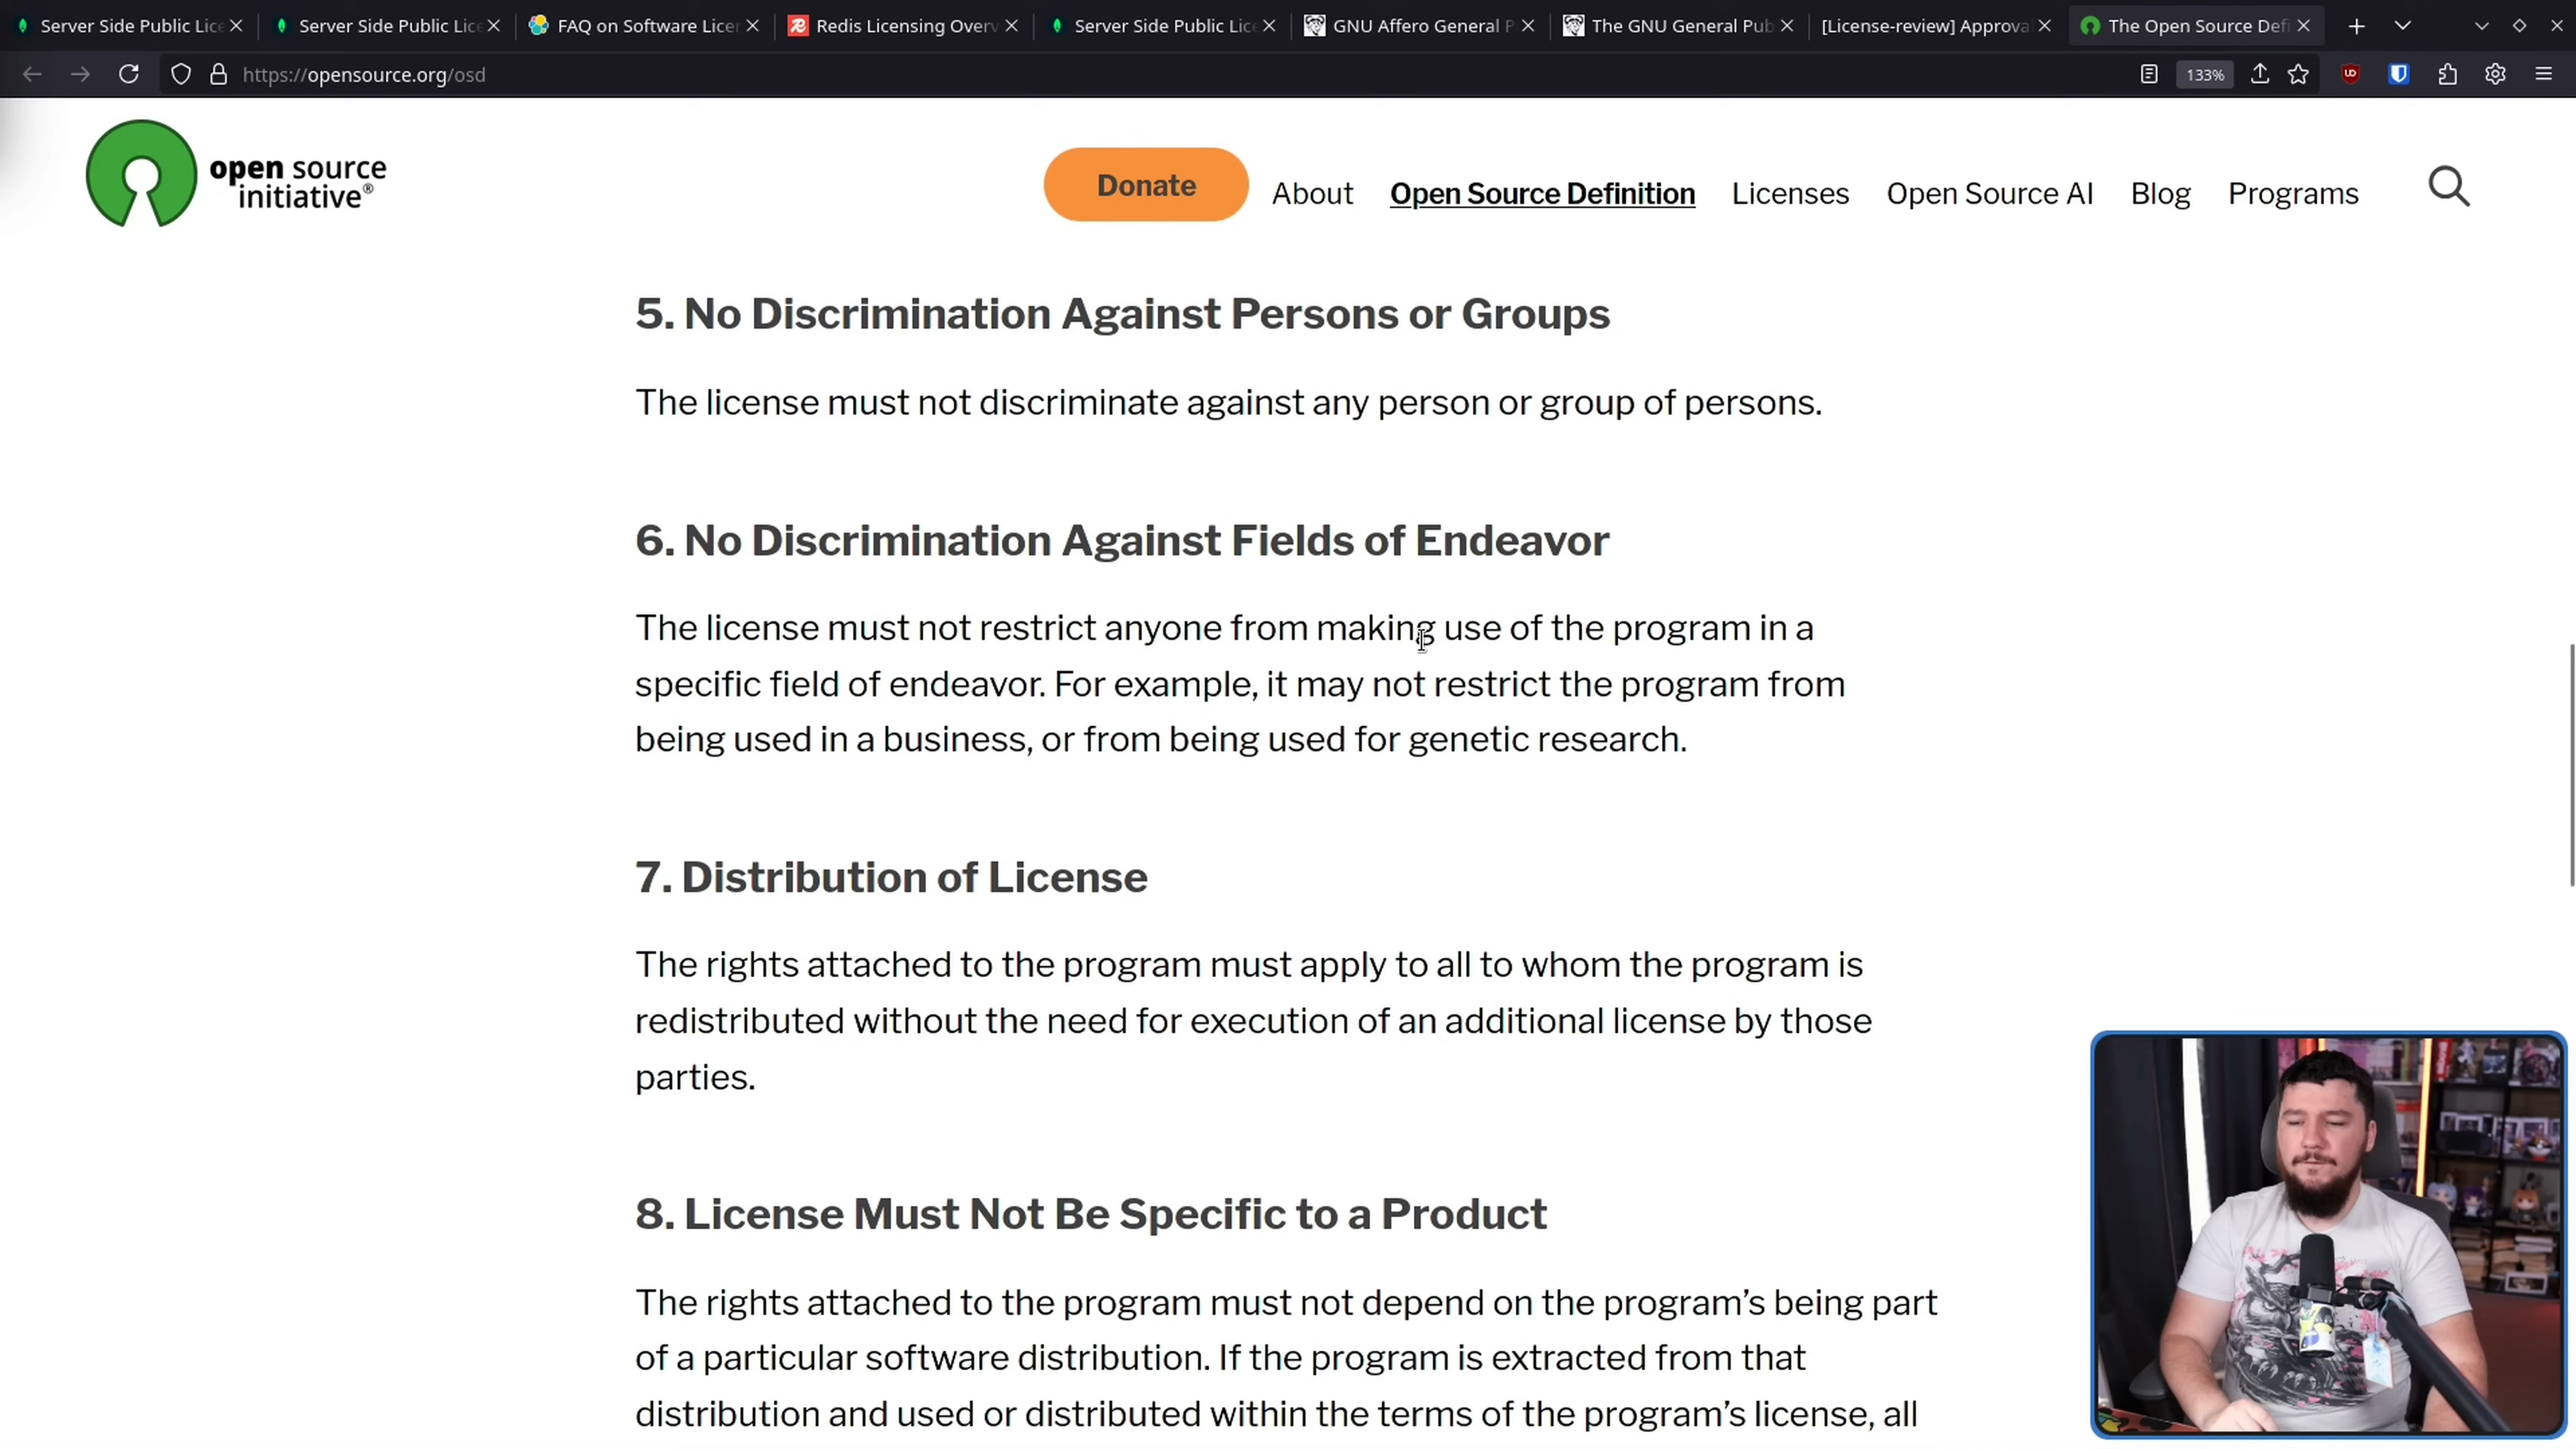 Server Side Public Lice
Server Side Public Lice
FAQ on Software Licen
Redis Licensing Overv
Server Side Public Lice
GNU Affero General P
The GNU General Pub
[License-review] Approva
The Open Source Defi
https://opensource.org/osd
133%
open source
initiative®
Donate
About
Open Source Definition
Licenses
Open Source AI
Blog
Programs
5. No Discrimination Against Persons or Groups
The license must not discriminate against any person or group of persons.
6. No Discrimination Against Fields of Endeavor
The license must not restrict anyone from making use of the program in a
specific field of endeavor. For example, it may not restrict the program from
being used in a business, or from being used for genetic research.
7. Distribution of License
The rights attached to the program must apply to all to whom the program is
redistributed without the need for execution of an additional license by those
parties.
8. License Must Not Be Specific to a Product
The rights attached to the program must not depend on the program’s being part
of a particular software distribution. If the program is extracted from that
distribution and used or distributed within the terms of the program’s license, all